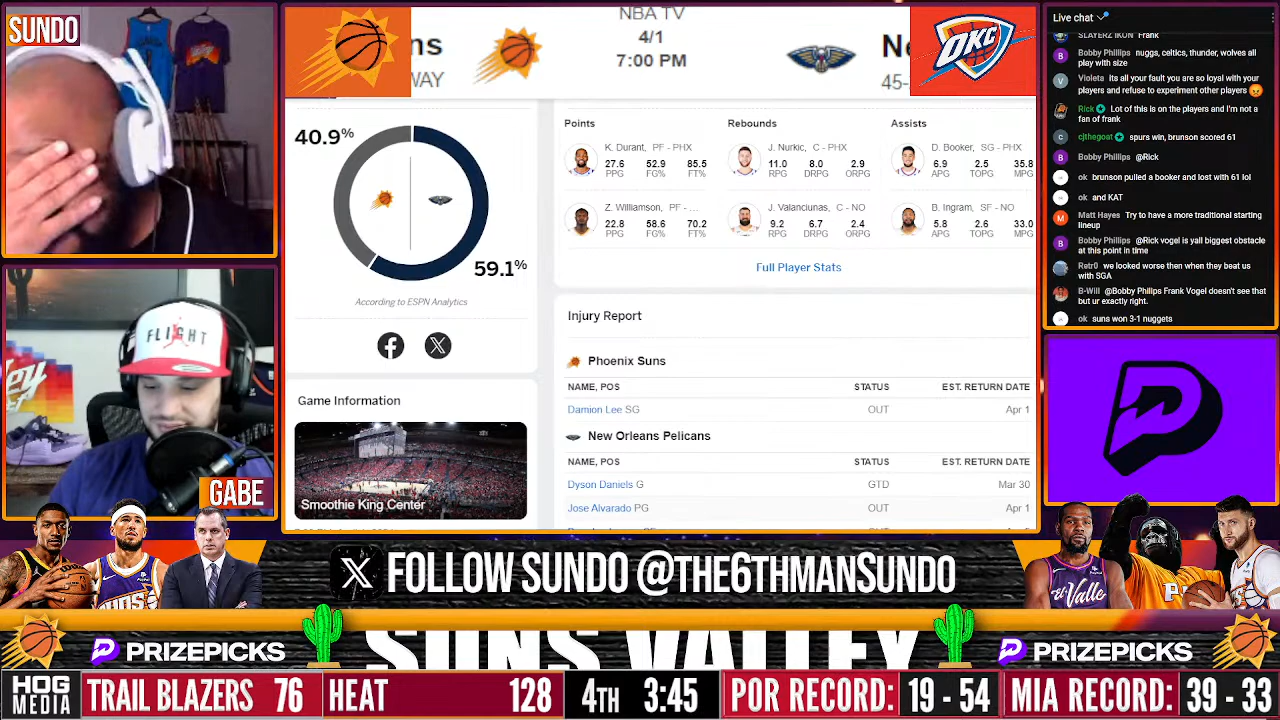 SUNDO
GABE
FLIGHT
NBA TV
4/1
7:00 PM
ns
WAY
Ne
45-
OKC
40.9%
59.1%
According to ESPN Analytics
Game Information
Smoothie King Center
Points
Rebounds
Assists
K. Durant, PF - PHX
27.6 52.9 85.5
PPG FG% FT%
J. Nurkic, C - PHX
11.0 8.0 2.9
RPG DRPG ORPG
D. Booker, SG - PHX
6.9 2.5 35.8
APG TOPG MPG
Z. Williamson, PF - ...
22.8 58.6 70.2
PPG FG% FT%
J. Valanciunas, C - NO
9.2 6.7 2.4
RPG DRPG ORPG
B. Ingram, SF - NO
5.8 2.6 33.0
APG TOPG MPG
Full Player Stats
Injury Report
Phoenix Suns
NAME, POS STATUS EST. RETURN DATE
Damion Lee SG OUT Apr 1
New Orleans Pelicans
NAME, POS STATUS EST. RETURN DATE
Dyson Daniels G GTD Mar 30
Jose Alvarado PG OUT Apr 1
Live chat
SLAYERZ IKON Frank
Bobby Phillips nuggs, celtics, thunder, wolves all
play with size
Violeta its all your fault you are so loyal with your
players and refuse to experiment other players
Rick Lot of this is on the players and I'm not a
fan of frank
cjthegoat spurs win, brunson scored 61
Bobby Phillips @Rick
ok brunson pulled a booker and lost with 61 lol
ok and KAT
Matt Hayes Try to have a more traditional starting
lineup
Bobby Phillips @Rick vogel is yall biggest obstacle
at this point in time
Retr0 we looked worse then when they beat us
with SGA
B-Will @Bobby Philips Frank Vogel doesn't see that
but ur exactly right.
ok suns won 3-1 nuggets
FOLLOW SUNDO @THE6THMANSUNDO
El Valle
PRIZEPICKS
SUNS VALLEY
PRIZEPICKS
HOG MEDIA
TRAIL BLAZERS 76 HEAT 128 4TH 3:45 POR RECORD: 19 - 54 MIA RECORD: 39 - 33